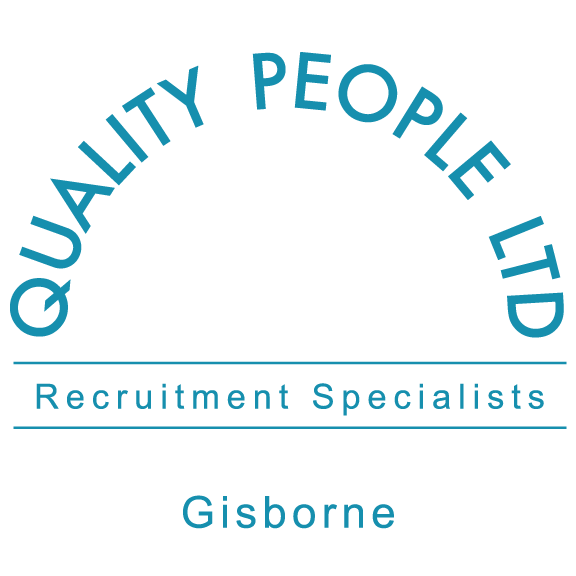 QUALITY PEOPLE LTD
Recruitment Specialists
Gisborne